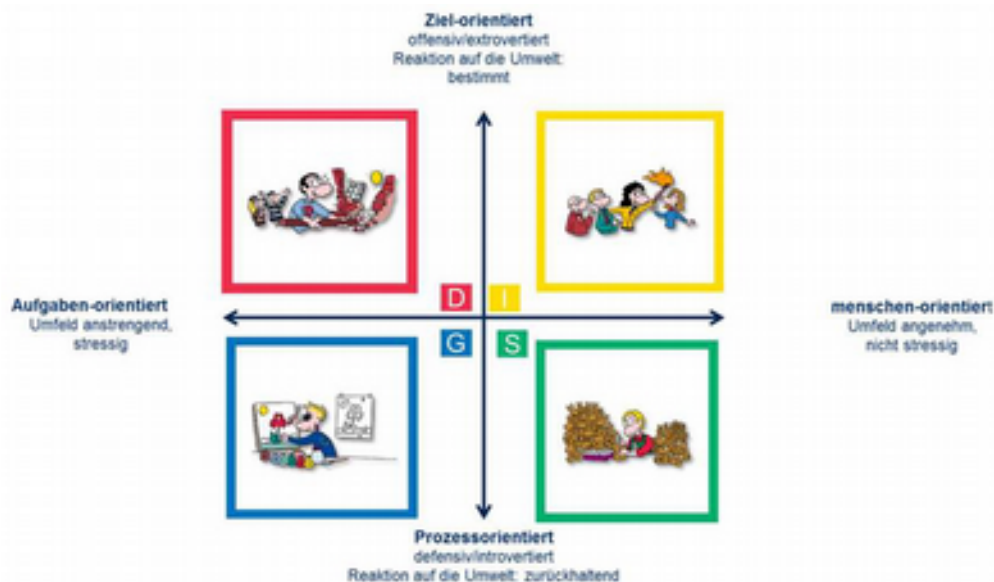 Ziel-orientiert
offensiv/extrovertiert
Reaktion auf die Umwelt:
bestimmt
D I
Aufgaben-orientiert
Umfeld anstrengend,
stressig
menschen-orientiert
Umfeld angenehm,
nicht stressig
G S
Prozessorientiert
defensiv/introvertiert
Reaktion auf die Umwelt: zurückhaltend